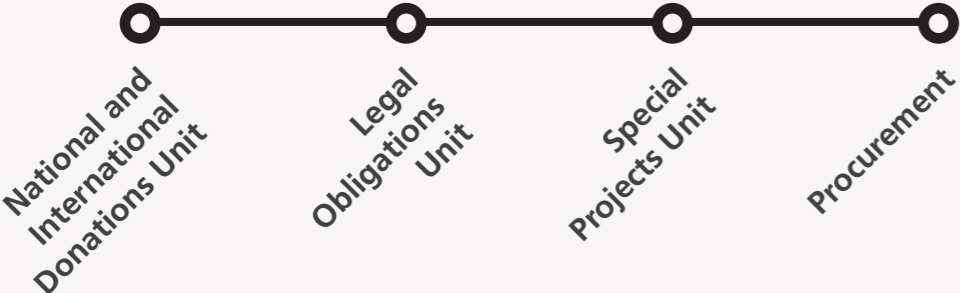 National and
International
Donations Unit
Legal
Obligations
Unit
Special
Projects Unit
Procurement